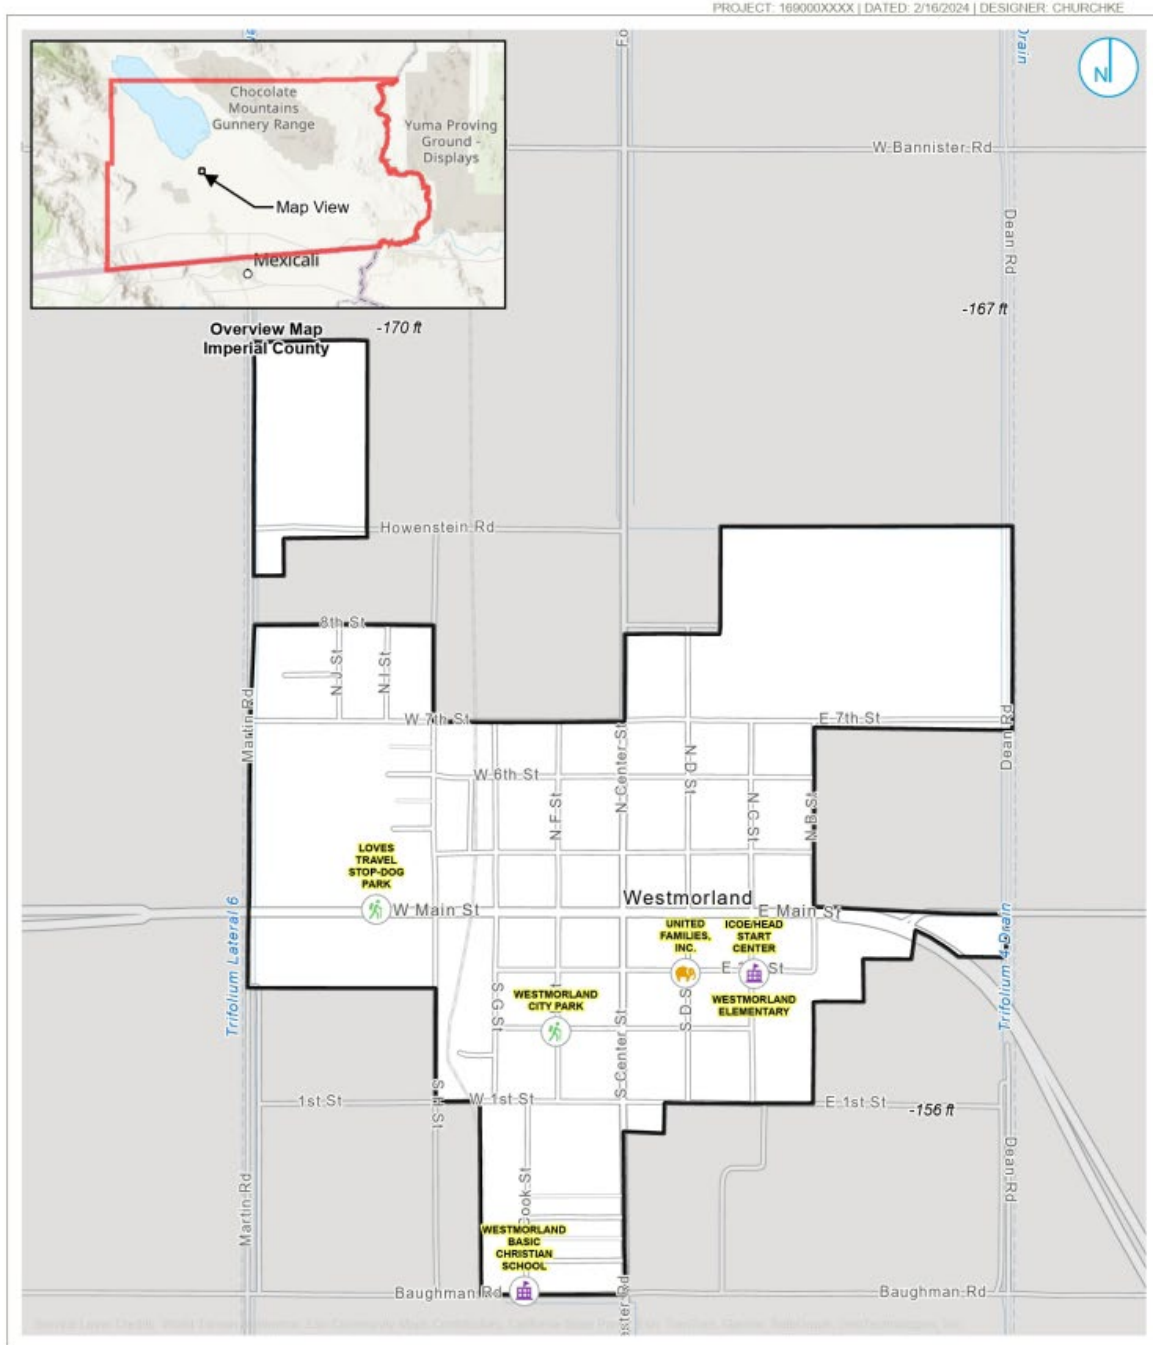 PROJECT: 169000XXXX | DATED: 2/16/2024 | DESIGNER: CHURCHKE
Drain
N
Chocolate
Mountains
Gunnery Range
Yuma Proving
Ground -
Displays
Map View
Mexicali
W Bannister Rd
Dean Rd
-167 ft
Overview Map
Imperial County
-170 ft
Howenstein Rd
8th St
N J St
N I St
Martin Rd
W 7th St
E 7th St
Dean Rd
N Center St
N D St
W 6th St
N F St
N C St
N B St
LOVES
TRAVEL
STOP-DOG
PARK
Westmorland
W Main St
E Main St
Trifolium Lateral 6
Trifolium 4 Drain
UNITED
FAMILIES,
INC.
ICOE/HEAD
START
CENTER
St
WESTMORLAND
ELEMENTARY
WESTMORLAND
CITY PARK
S G St
S D S
S Center St
1st St
W 1st St
E 1st St
-156 ft
Martin Rd
Dean Rd
Cook St
WESTMORLAND
BASIC
CHRISTIAN
SCHOOL
Baughman Rd
Baughman Rd